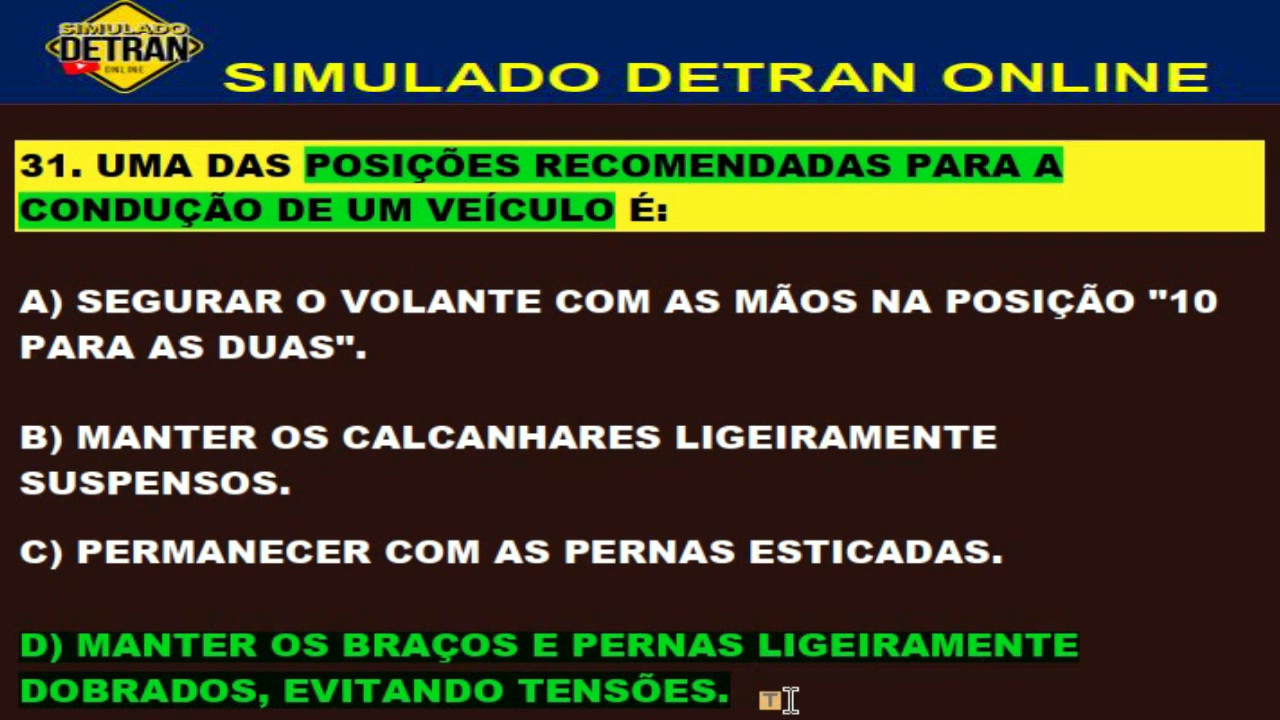 SIMULADO
DETRAN
ONLINE
SIMULADO DETRAN ONLINE
31. UMA DAS POSIÇÕES RECOMENDADAS PARA A
CONDUÇÃO DE UM VEÍCULO É:
A) SEGURAR O VOLANTE COM AS MÃOS NA POSIÇÃO "10
PARA AS DUAS".
B) MANTER OS CALCANHARES LIGEIRAMENTE
SUSPENSOS.
C) PERMANECER COM AS PERNAS ESTICADAS.
D) MANTER OS BRAÇOS E PERNAS LIGEIRAMENTE
DOBRADOS, EVITANDO TENSÕES.
T